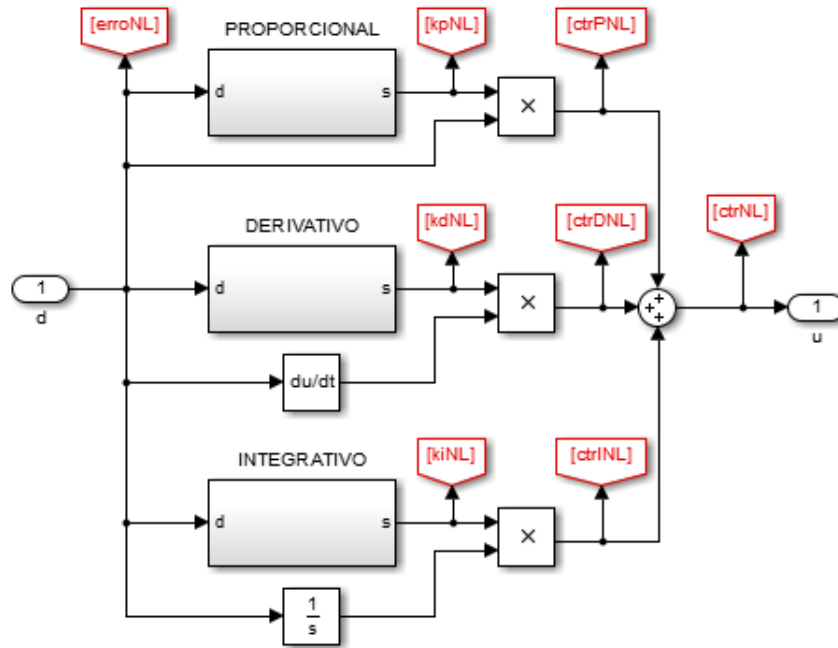 [erroNL]
PROPORCIONAL
[kpNL]
[ctrPNL]
d
s
×
DERIVATIVO
[kdNL]
[ctrDNL]
[ctrNL]
1
d
d
s
×
+
+
+
1
u
du/dt
INTEGRATIVO
[kiNL]
[ctrINL]
d
s
×
1
s